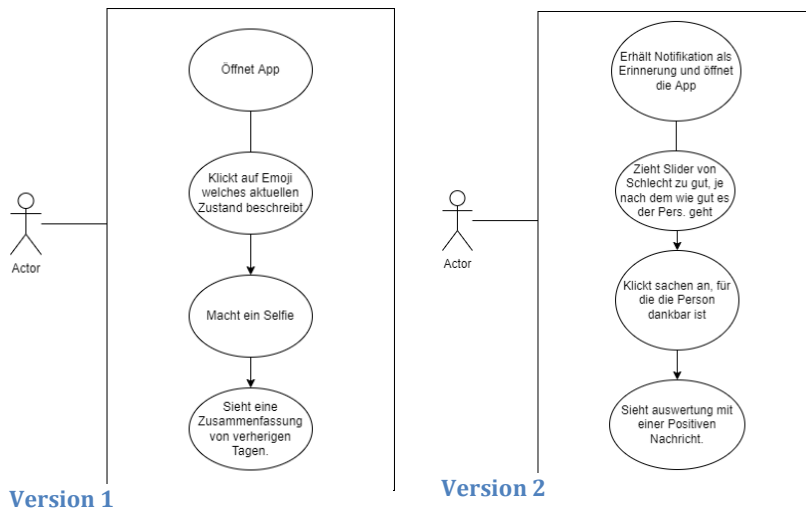 Öffnet App
Klickt auf Emoji
welches aktuellen
Zustand beschreibt
Actor
Macht ein Selfie
Sieht eine
Zusammenfassung
von verherigen
Tagen.
Version 1
Erhält Notifikation als
Erinnerung und öffnet
die App
Zieht Slider von
Schlecht zu gut, je
nach dem wie gut es
der Pers. geht
Actor
Klickt sachen an, für
die die Person
dankbar ist
Sieht auswertung mit
einer Positiven
Nachricht.
Version 2